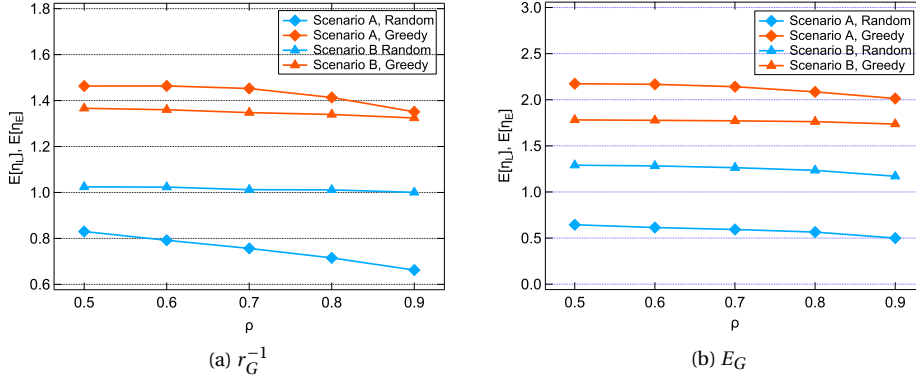 1.8
1.6
1.4
1.2
1.0
0.8
0.6
E[η_L], E[η_E]
Scenario A, Random
Scenario A, Greedy
Scenario B Random
Scenario B, Greedy
0.5 0.6 0.7 0.8 0.9
ρ
(a) r_G^{-1}
3.0
2.5
2.0
1.5
1.0
0.5
0.0
E[η_L], E[η_E]
Scenario A, Random
Scenario A, Greedy
Scenario B, Random
Scenario B, Greedy
0.5 0.6 0.7 0.8 0.9
ρ
(b) E_G